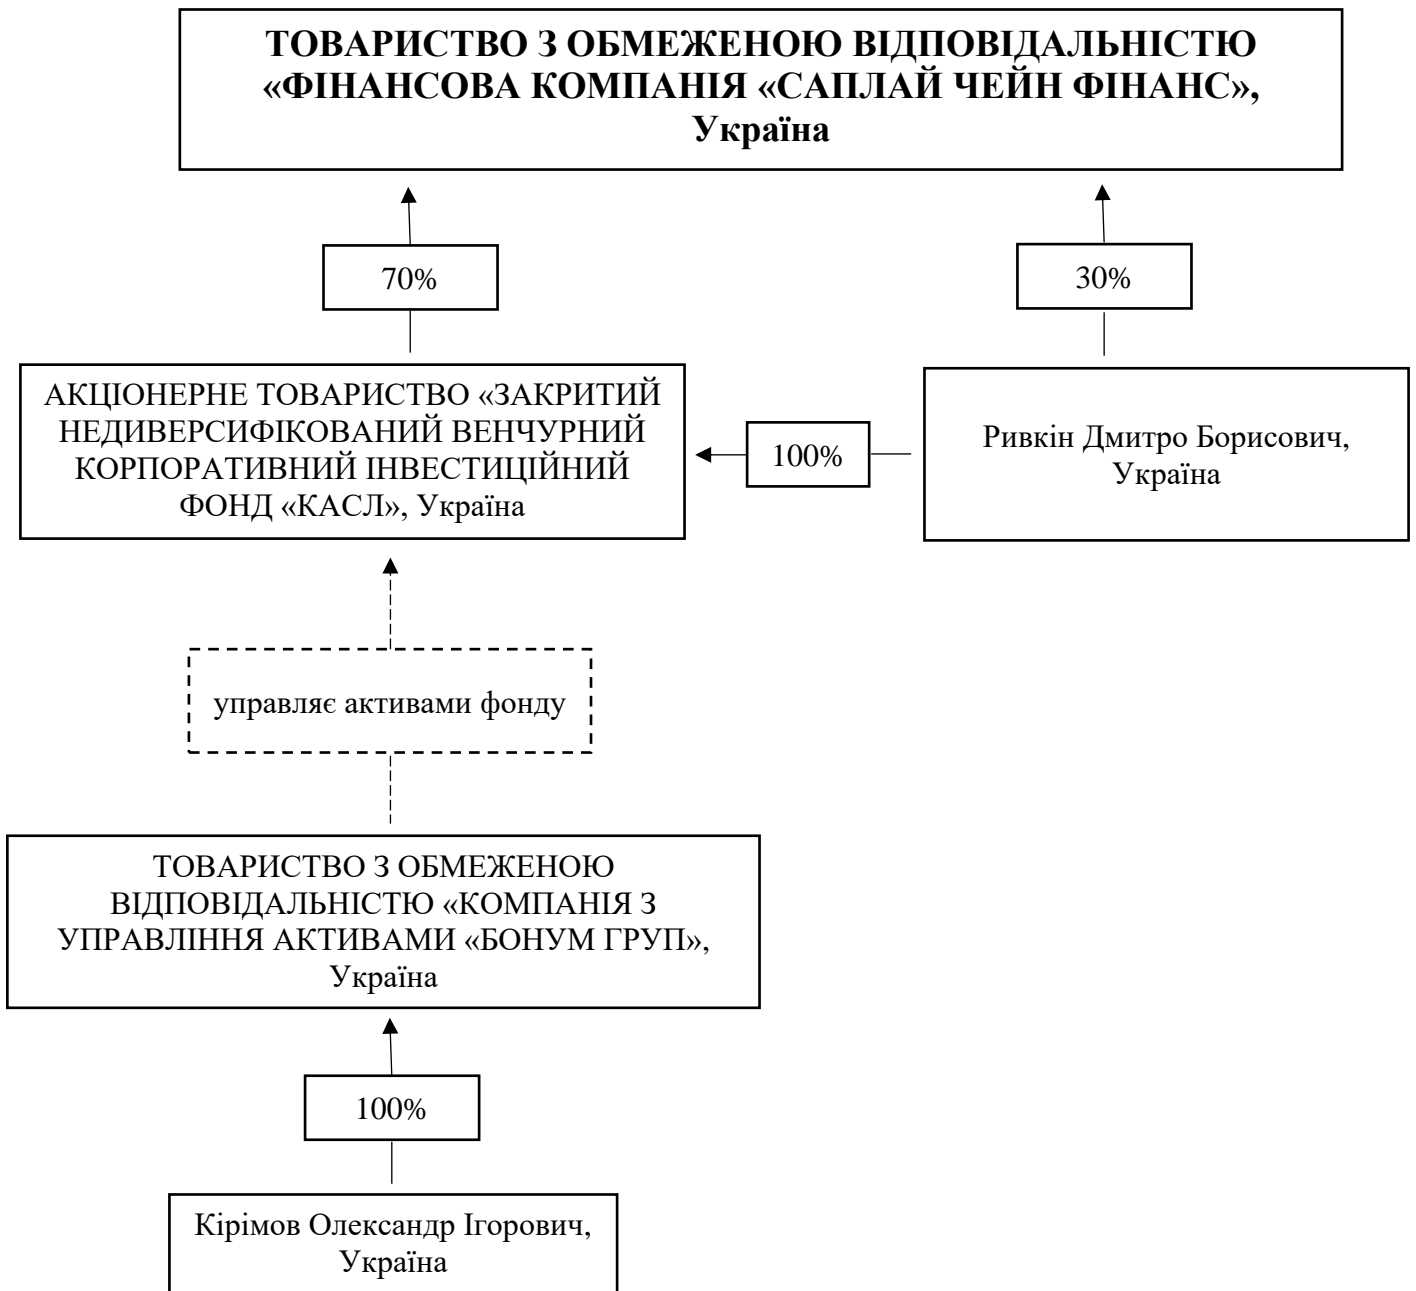 ТОВАРИСТВО З ОБМЕЖЕНОЮ ВІДПОВІДАЛЬНІСТЮ
«ФІНАНСОВА КОМПАНІЯ «САПЛАЙ ЧЕЙН ФІНАНС»,
Україна
70%
30%
АКЦІОНЕРНЕ ТОВАРИСТВО «ЗАКРИТИЙ
НЕДИВЕРСИФІКОВАНИЙ ВЕНЧУРНИЙ
КОРПОРАТИВНИЙ ІНВЕСТИЦІЙНИЙ
ФОНД «КАСЛ», Україна
100%
Ривкін Дмитро Борисович,
Україна
управляє активами фонду
ТОВАРИСТВО З ОБМЕЖЕНОЮ
ВІДПОВІДАЛЬНІСТЮ «КОМПАНІЯ З
УПРАВЛІННЯ АКТИВАМИ «БОНУМ ГРУП»,
Україна
100%
Кірімов Олександр Ігорович,
Україна